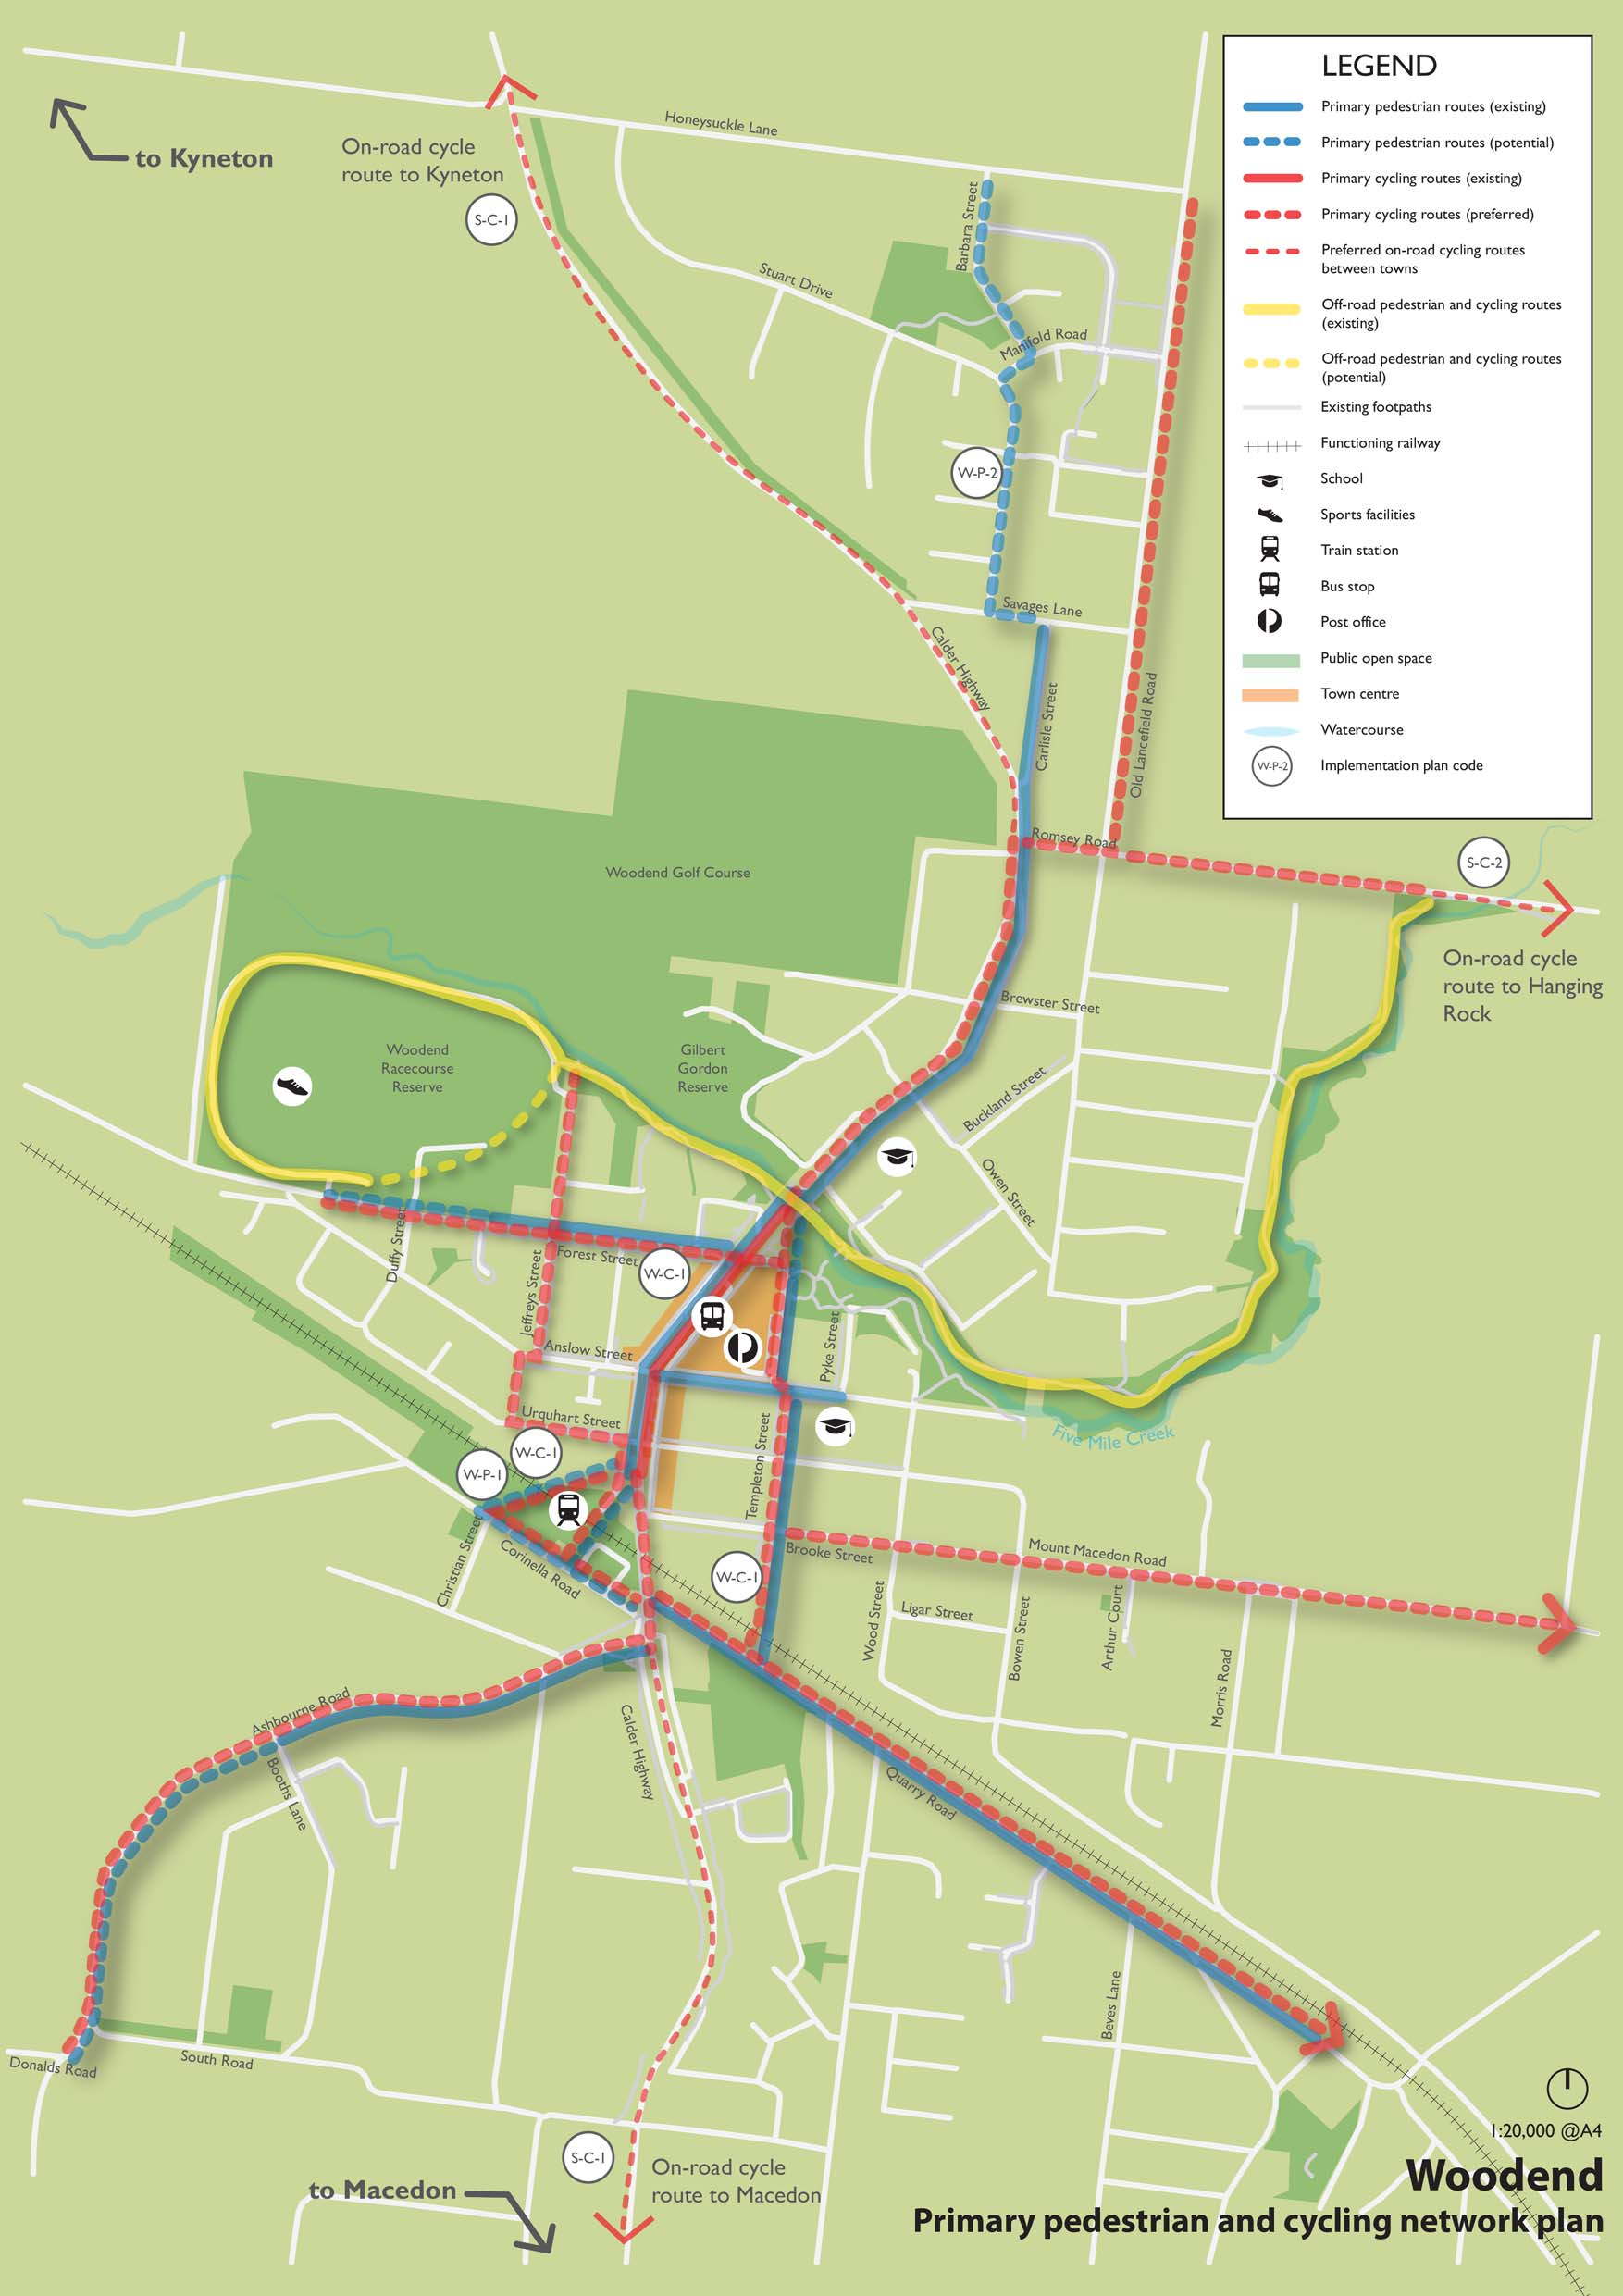 LEGEND
Primary pedestrian routes (existing)
Primary pedestrian routes (potential)
Primary cycling routes (existing)
Primary cycling routes (preferred)
Preferred on-road cycling routes
between towns
Off-road pedestrian and cycling routes
(existing)
Off-road pedestrian and cycling routes
(potential)
Existing footpaths
Functioning railway
School
Sports facilities
Train station
Bus stop
Post office
Public open space
Town centre
Watercourse
W-P-2
Implementation plan code
to Kyneton
On-road cycle
route to Kyneton
S-C-1
Honeysuckle Lane
Barbara Street
Stuart Drive
Manifold Road
W-P-2
Savages Lane
Calder Highway
Carlisle Street
Old Lancefield Road
Romsey Road
S-C-2
On-road cycle
route to Hanging
Rock
Woodend Golf Course
Brewster Street
Woodend
Racecourse
Reserve
Gilbert
Gordon
Reserve
Buckland Street
Owen Street
Duffy Street
Forest Street
W-C-1
Jeffreys Street
Anslow Street
Pyke Street
Urquhart Street
Templeton Street
Five Mile Creek
W-C-1
W-P-1
Christian Street
Corinella Road
W-C-1
Brooke Street
Mount Macedon Road
Wood Street
Ligar Street
Bowen Street
Arthur Court
Morris Road
Ashbourne Road
Booths Lane
Calder Highway
Quarry Road
Beves Lane
Donalds Road
South Road
S-C-1
On-road cycle
route to Macedon
to Macedon
1:20,000 @A4
Woodend
Primary pedestrian and cycling network plan